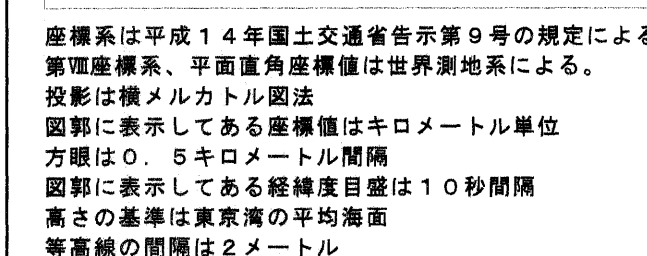 座標系は平成１４年国土交通省告示第９号の規定による
第Ⅷ座標系、平面直角座標値は世界測地系による。
投影は横メルカトル図法
図郭に表示してある座標値はキロメートル単位
方眼は０．５キロメートル間隔
図郭に表示してある経緯度目盛は１０秒間隔
高さの基準は東京湾の平均海面
等高線の間隔は２メートル